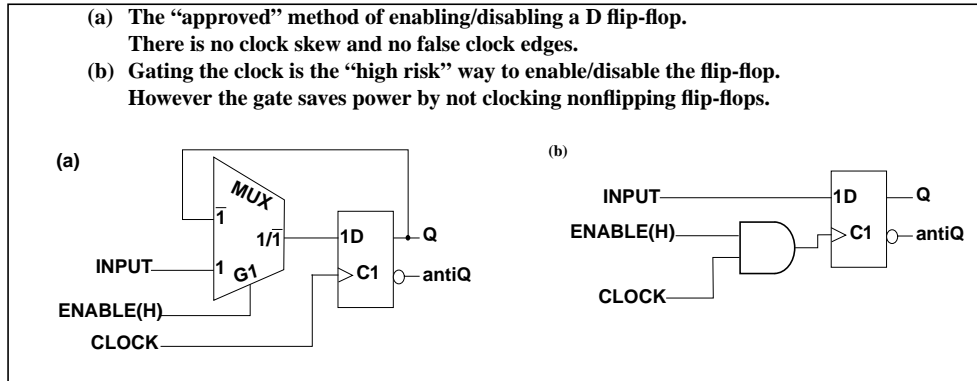 (a) The “approved” method of enabling/disabling a D flip-flop.
There is no clock skew and no false clock edges.
(b) Gating the clock is the “high risk” way to enable/disable the flip-flop.
However the gate saves power by not clocking nonflipping flip-flops.
(a)
MUX
1̅
1/1̅
1D
Q
INPUT
1
G1
C1
antiQ
ENABLE(H)
CLOCK
(b)
INPUT
1D
Q
ENABLE(H)
C1
antiQ
CLOCK